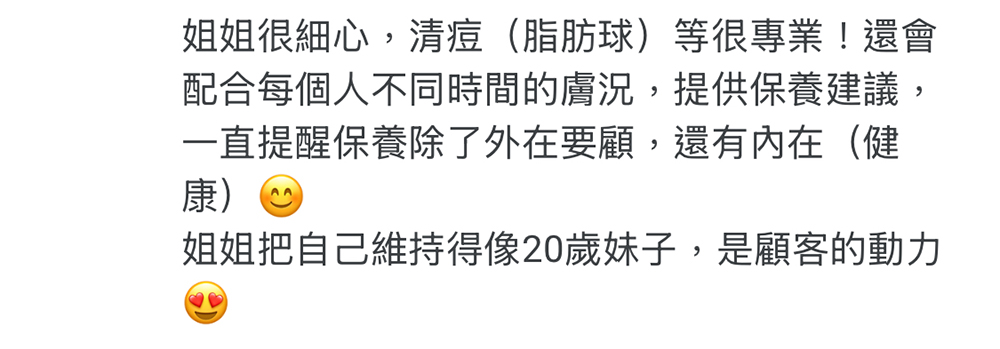 姐姐很細心，清痘（脂肪球）等很專業！還會
配合每個人不同時間的膚況，提供保養建議，
一直提醒保養除了外在要顧，還有內在（健
康）😊
姐姐把自己維持得像20歲妹子，是顧客的動力
😍